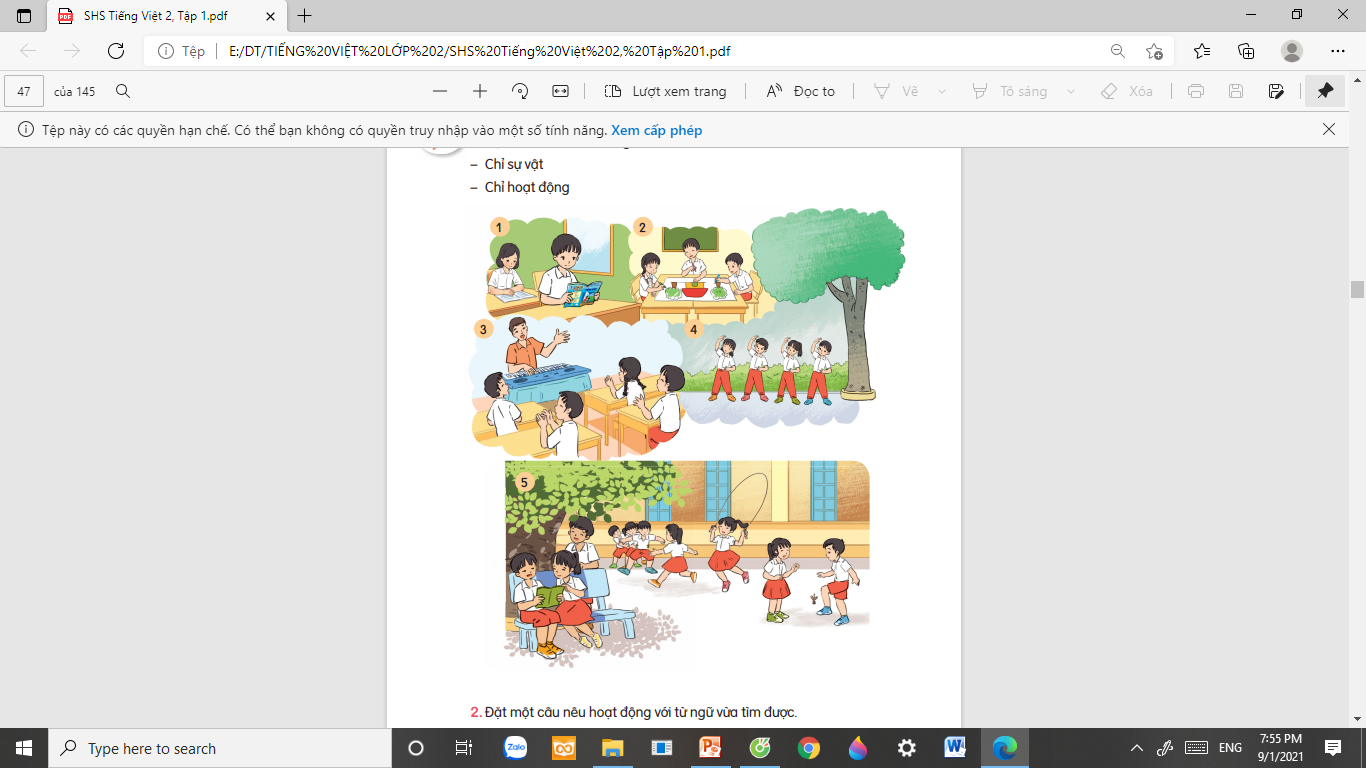 SHS Tiếng Việt 2, Tập 1.pdf
Tệp
E:/DT/TIẾNG%20VIỆT%20LỚP%202/SHS%20Tiếng%20Việt%202,%20Tập%201.pdf
47 của 145 Lượt xem trang Đọc to Vẽ Tô sáng Xóa
Tệp này có các quyền hạn chế. Có thể bạn không có quyền truy nhập vào một số tính năng. Xem cấp phép
– Chỉ sự vật
– Chỉ hoạt động
1
2
3
4
5
2. Đặt một câu nêu hoạt động với từ ngữ vừa tìm được.
Type here to search
Zalo
ENG
7:55 PM
9/1/2021